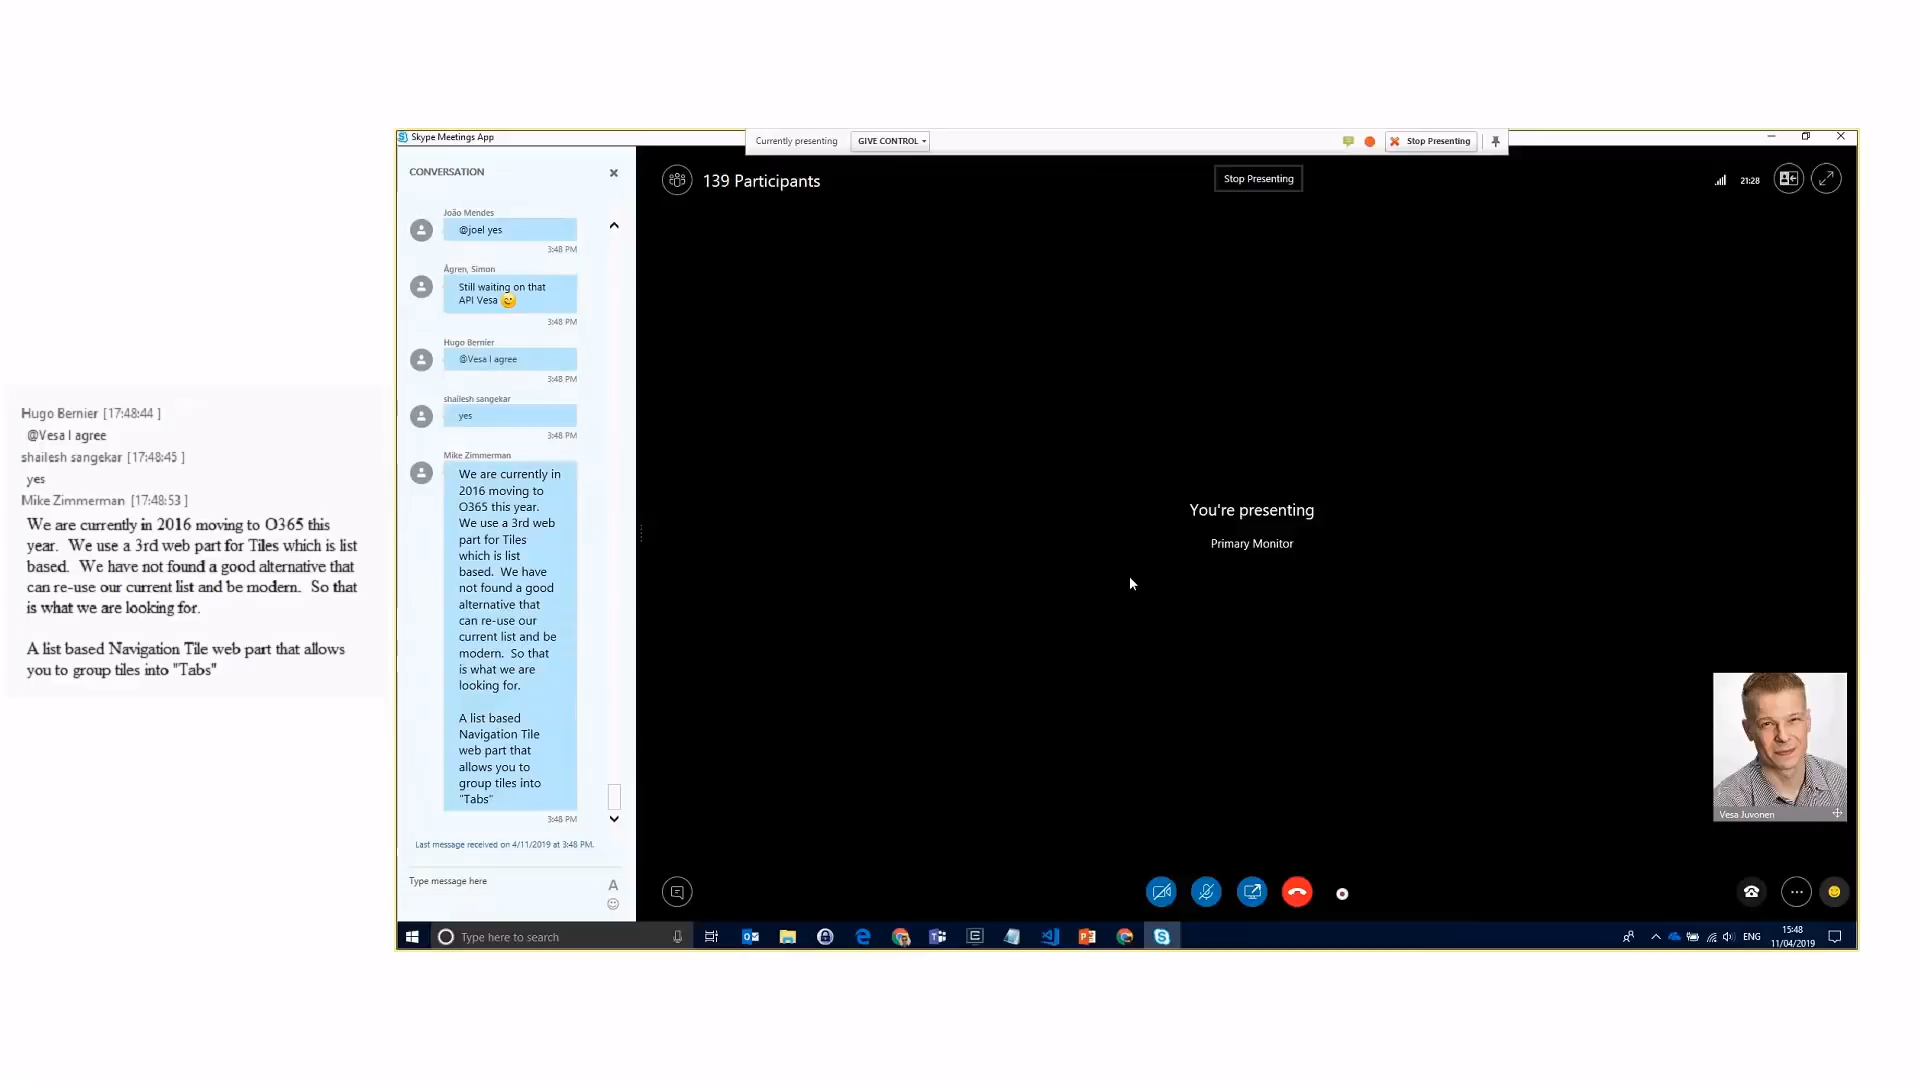 Hugo Bernier [17:48:44 ]
@Vesa I agree
shailesh sangekar [17:48:45 ]
yes
Mike Zimmerman [17:48:53 ]
We are currently in 2016 moving to O365 this
year.  We use a 3rd web part for Tiles which is list
based.  We have not found a good alternative that
can re-use our current list and be modern.  So that
is what we are looking for.
A list based Navigation Tile web part that allows
you to group tiles into "Tabs"
Skype Meetings App
Currently presenting
GIVE CONTROL
Stop Presenting
CONVERSATION
João Mendes
@joel yes
3:48 PM
Ågren, Simon
Still waiting on that
API Vesa
3:48 PM
Hugo Bernier
@Vesa I agree
3:48 PM
shailesh sangekar
yes
3:48 PM
Mike Zimmerman
We are currently in
2016 moving to
O365 this year.
We use a 3rd web
part for Tiles
which is list
based.  We have
not found a good
alternative that
can re-use our
current list and be
modern.  So that
is what we are
looking for.
A list based
Navigation Tile
web part that
allows you to
group tiles into
"Tabs"
3:48 PM
Last message received on 4/11/2019 at 3:48 PM.
Type message here
A
139 Participants
Stop Presenting
21:28
You're presenting
Primary Monitor
Vesa Juvonen
Type here to search
ENG
15:48
11/04/2019